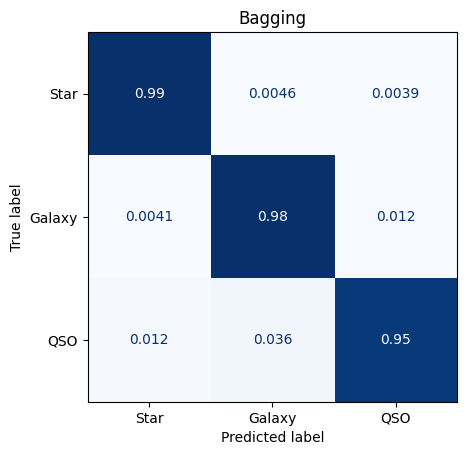 Bagging
Star 0.99 0.0046 0.0039
Galaxy 0.0041 0.98 0.012
QSO 0.012 0.036 0.95
Star Galaxy QSO
Predicted label
True label